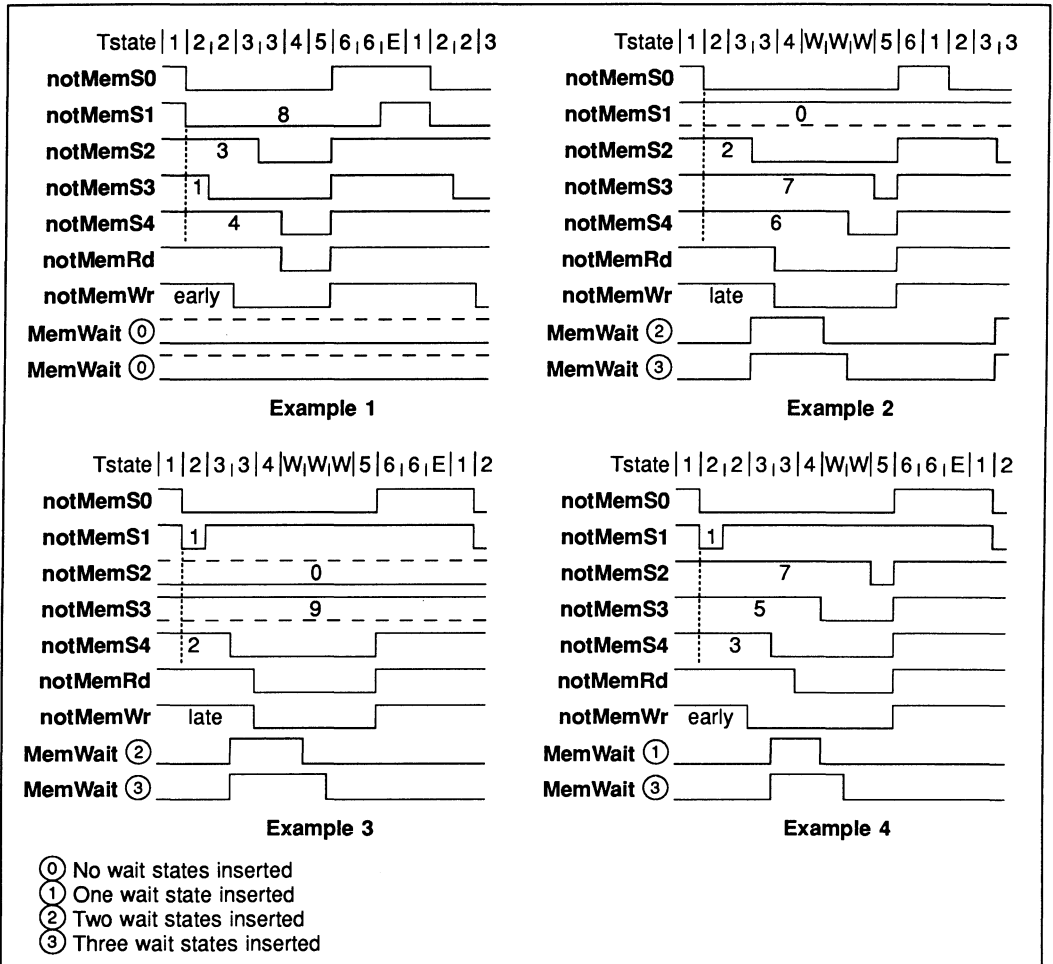 Tstate|1|2|2|3|3|4|5|6|6|E|1|2|2|3
notMemS0
notMemS1 8
notMemS2 3
notMemS3 1
notMemS4 4
notMemRd
notMemWr early
MemWait ⓪
MemWait ⓪
Example 1
Tstate|1|2|3|3|4|W|W|W|5|6|1|2|3|3
notMemS0
notMemS1 0
notMemS2 2
notMemS3 7
notMemS4 6
notMemRd
notMemWr late
MemWait ②
MemWait ③
Example 2
Tstate|1|2|3|3|4|W|W|W|5|6|6|E|1|2
notMemS0
notMemS1 1
notMemS2 0
notMemS3 9
notMemS4 2
notMemRd
notMemWr late
MemWait ②
MemWait ③
Example 3
Tstate|1|2|2|3|3|4|W|W|5|6|6|E|1|2
notMemS0
notMemS1 1
notMemS2 7
notMemS3 5
notMemS4 3
notMemRd
notMemWr early
MemWait ①
MemWait ③
Example 4
⓪ No wait states inserted
① One wait state inserted
② Two wait states inserted
③ Three wait states inserted